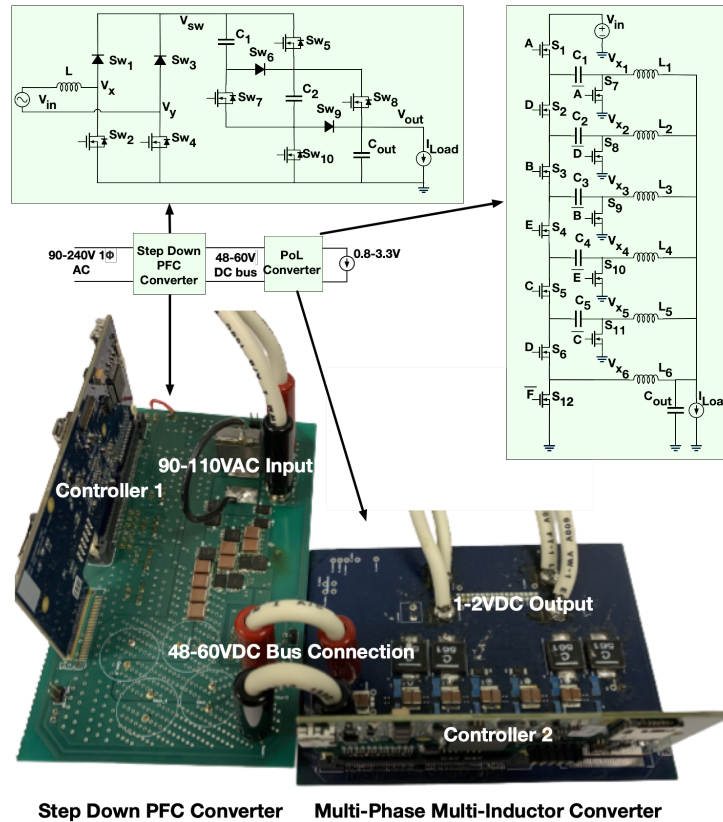 V_sw
C_1
Sw_5
Sw_1
Sw_3
Sw_6
L
V_x
C_2
V_in
Sw_7
Sw_8
V_y
Sw_9
V_out
Sw_2
Sw_4
Sw_10
C_out
I_Load
V_in
A
S_1
C_1
V_x1
L_1
S_7
A̅
D
S_2
C_2
V_x2
L_2
S_8
D̅
B
S_3
C_3
V_x3
L_3
S_9
B̅
E
S_4
C_4
V_x4
L_4
S_10
E̅
C
S_5
C_5
V_x5
L_5
S_11
C̅
D
S_6
V_x6
L_6
F̅
S_12
C_out
I_Load
90-240V 1Φ
AC
Step Down
PFC
Converter
48-60V
DC bus
PoL
Converter
0.8-3.3V
90-110VAC Input
Controller 1
1-2VDC Output
48-60VDC Bus Connection
Controller 2
Step Down PFC Converter
Multi-Phase Multi-Inductor Converter